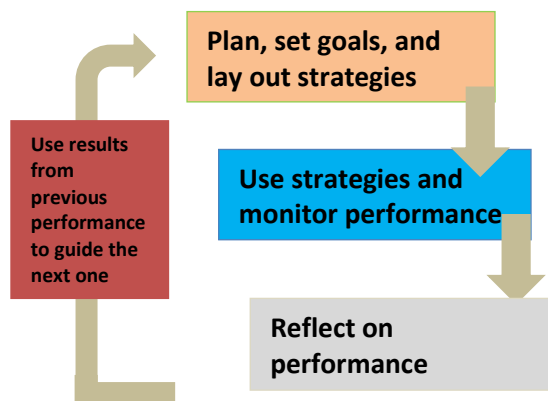 Plan, set goals, and
lay out strategies
Use strategies and
monitor performance
Reflect on
performance
Use results
from
previous
performance
to guide the
next one